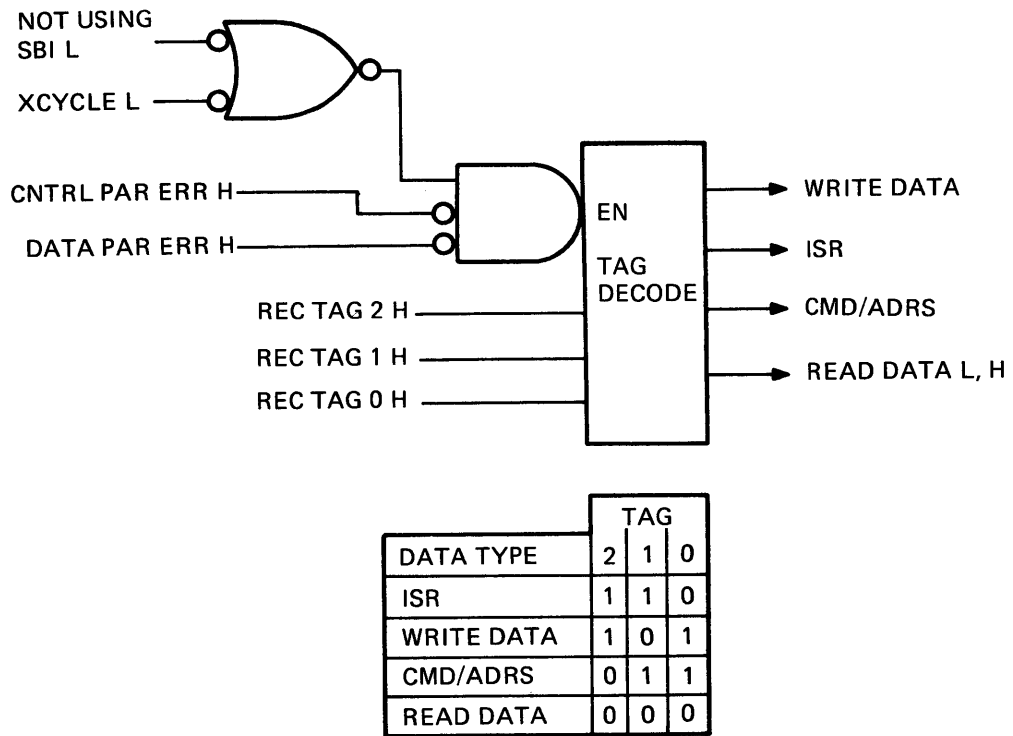 NOT USING
SBI L
XCYCLE L
CNTRL PAR ERR H
DATA PAR ERR H
REC TAG 2 H
REC TAG 1 H
REC TAG 0 H
EN
TAG
DECODE
WRITE DATA
ISR
CMD/ADRS
READ DATA L, H
TAG
DATA TYPE 2 1 0
ISR 1 1 0
WRITE DATA 1 0 1
CMD/ADRS 0 1 1
READ DATA 0 0 0